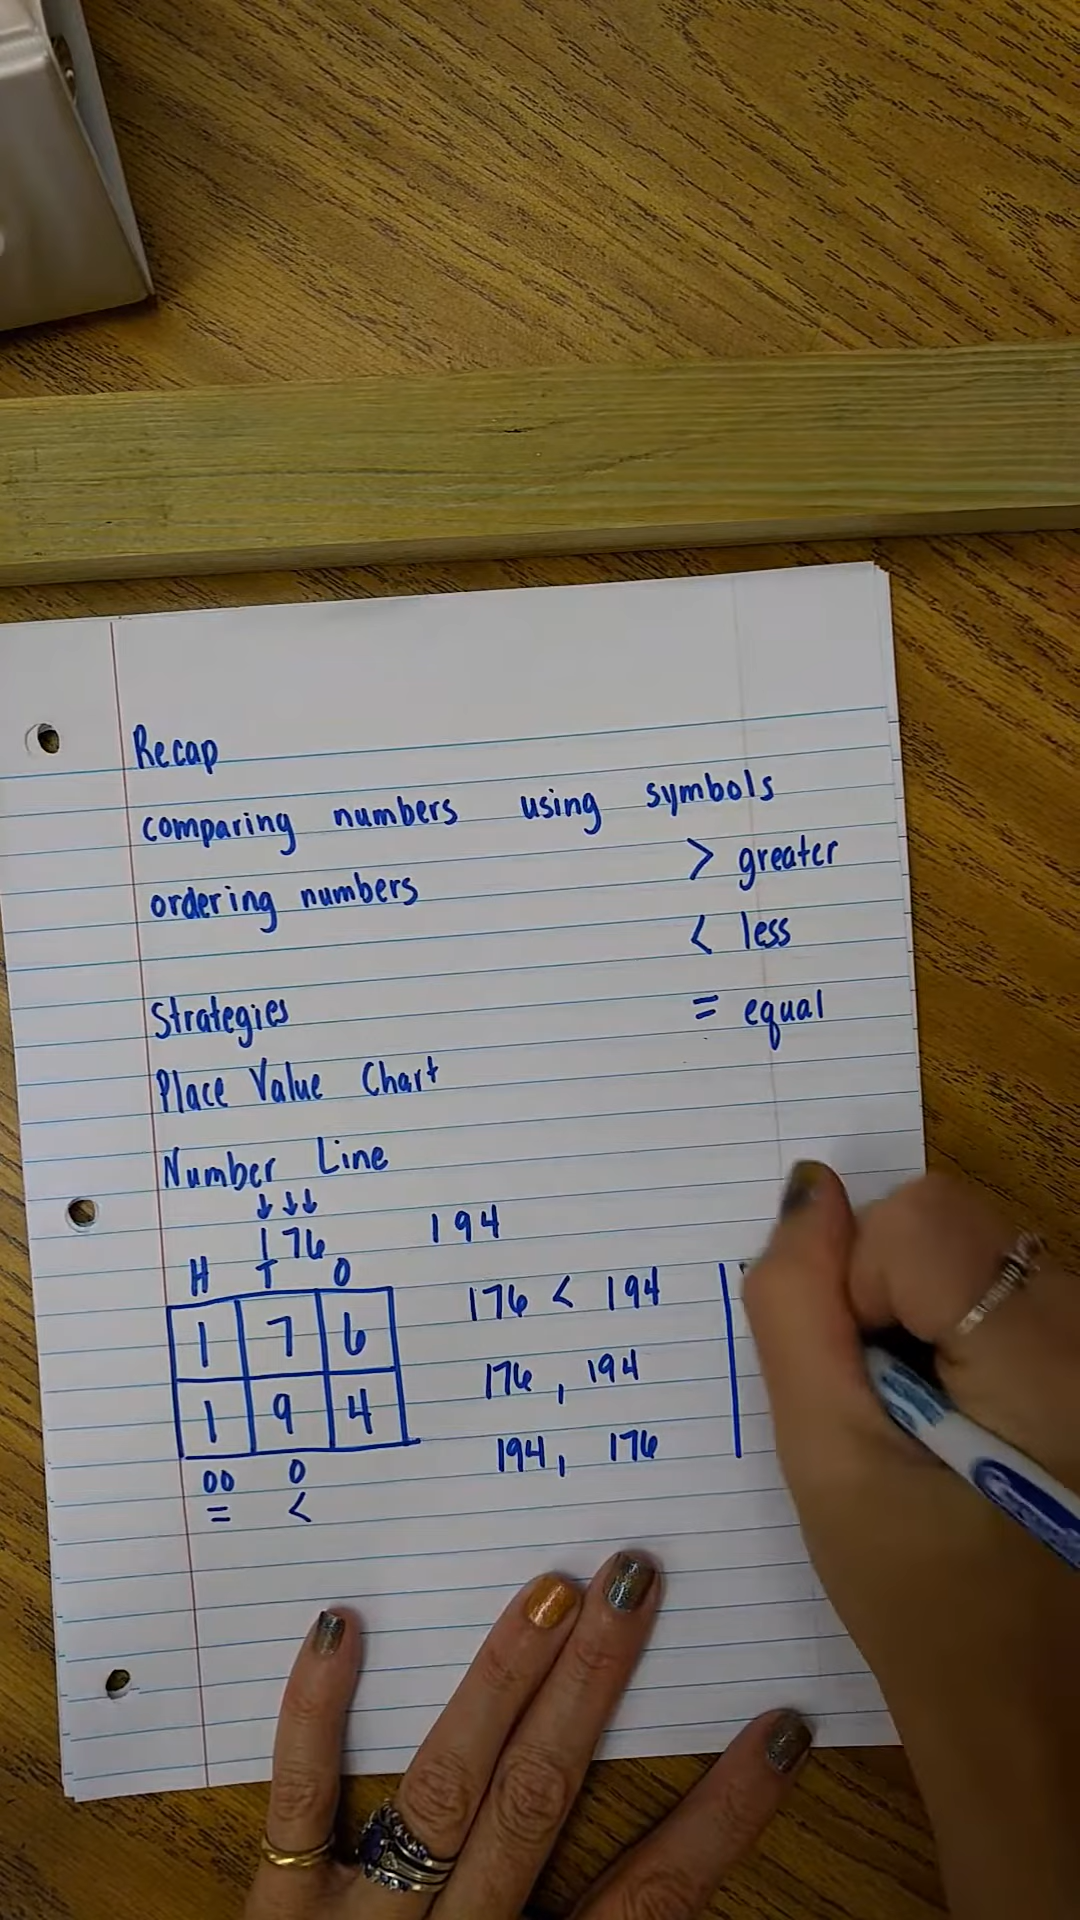 Recap
comparing numbers using symbols
> greater
ordering numbers
< less
Strategies
= equal
Place Value Chart
Number Line
↓↓↓
176 194
H T O
1 7 6
176 < 194
1 9 4
176, 194
194, 176
00 0
= <